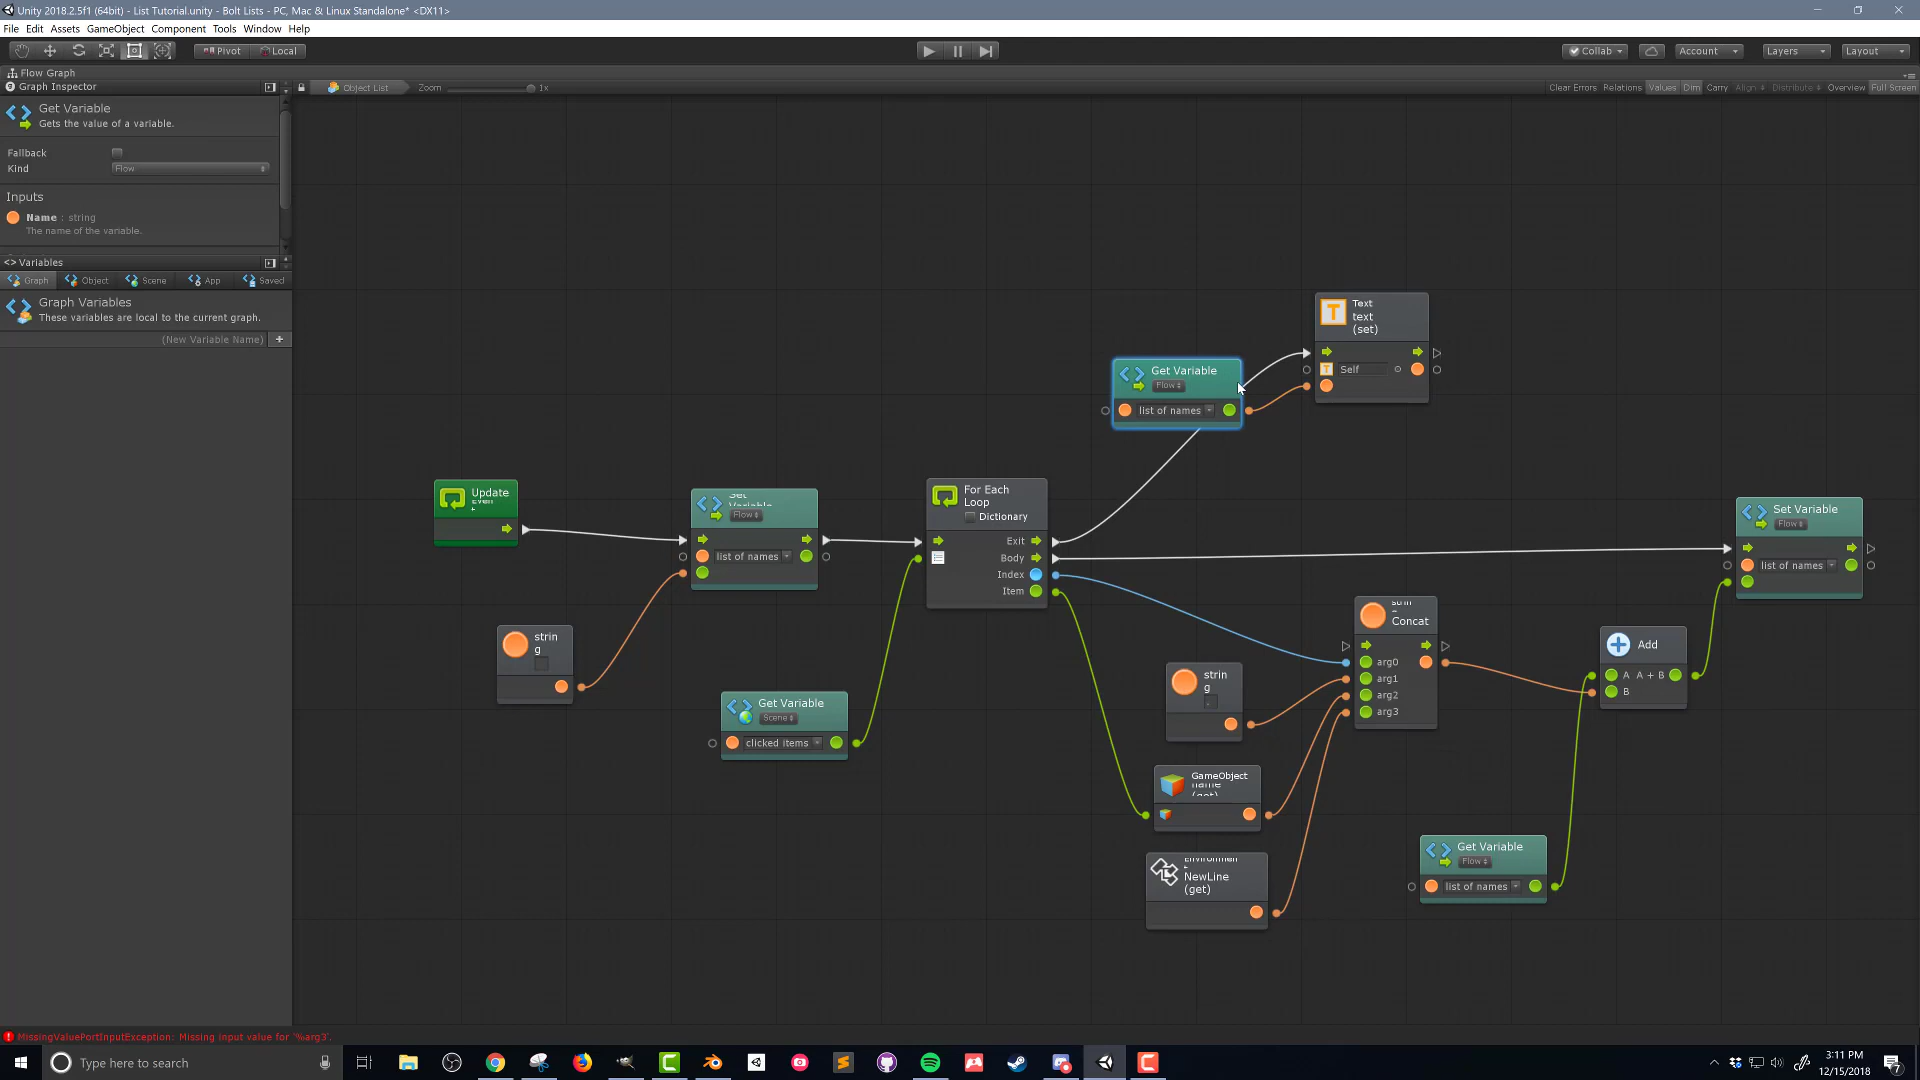 Unity 2018.2.5f1 (64bit) - List Tutorial.unity - Bolt Lists - PC, Mac & Linux Standalone* <DX11>
File Edit Assets GameObject Component Tools Window Help
Pivot Local Collab Account Layers Layout
Flow Graph
Graph Inspector
Object List Zoom 1x Clear Errors Relations Values Dim Carry Align Distribute Overview Full Screen
Get Variable
Gets the value of a variable.
Fallback
Kind Flow
Inputs
Name : string
The name of the variable.
<> Variables
Graph Object Scene App Saved
Graph Variables
These variables are local to the current graph.
(New Variable Name) +
Text
text
(set)
Self
Get Variable
Flow
list of names
Update
Set
Variable
Flow
list of names
For Each
Loop
Dictionary
Exit
Body
Index
Item
Set Variable
Flow
list of names
strin
g
Get Variable
Scene
clicked items
strin
g
-
Concat
arg0
arg1
arg2
arg3
Add
A A + B
B
GameObject
name
(get)
NewLine
(get)
Get Variable
Flow
list of names
MissingValuePortInputException: Missing input value for '%arg3'.
Type here to search
3:11 PM
12/15/2018
7